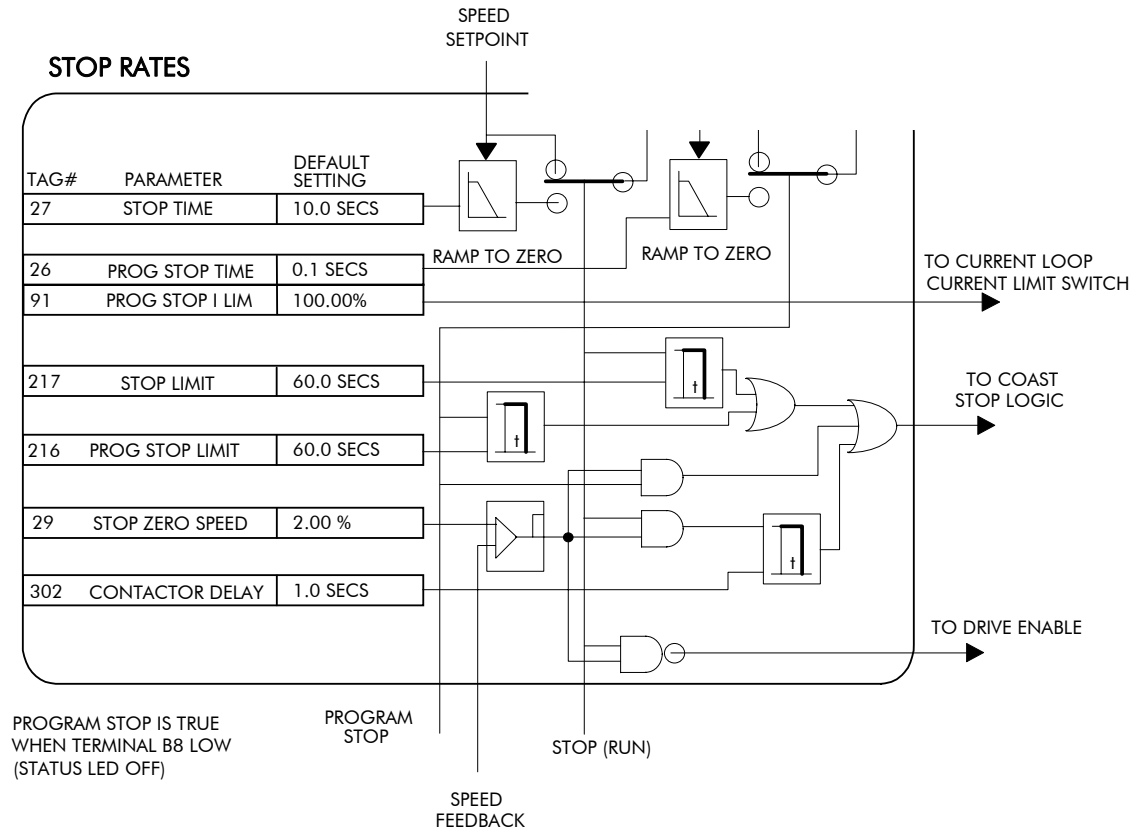 SPEED
SETPOINT
STOP RATES
TAG# PARAMETER DEFAULT
SETTING
27 STOP TIME 10.0 SECS
RAMP TO ZERO RAMP TO ZERO
26 PROG STOP TIME 0.1 SECS
91 PROG STOP I LIM 100.00%
TO CURRENT LOOP
CURRENT LIMIT SWITCH
217 STOP LIMIT 60.0 SECS
t
TO COAST
STOP LOGIC
216 PROG STOP LIMIT 60.0 SECS
t
29 STOP ZERO SPEED 2.00 %
t
302 CONTACTOR DELAY 1.0 SECS
TO DRIVE ENABLE
PROGRAM STOP IS TRUE
WHEN TERMINAL B8 LOW
(STATUS LED OFF)
PROGRAM
STOP
STOP (RUN)
SPEED
FEEDBACK